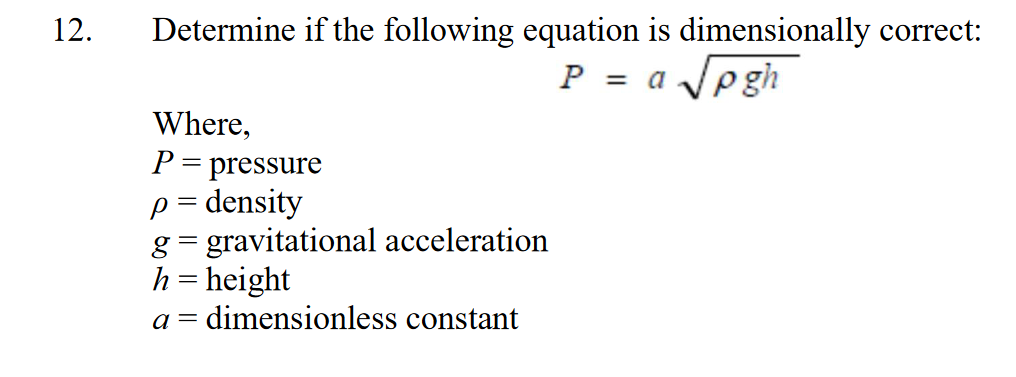 12. Determine if the following equation is dimensionally correct:
P = a √ρgh
Where,
P = pressure
ρ = density
g = gravitational acceleration
h = height
a = dimensionless constant